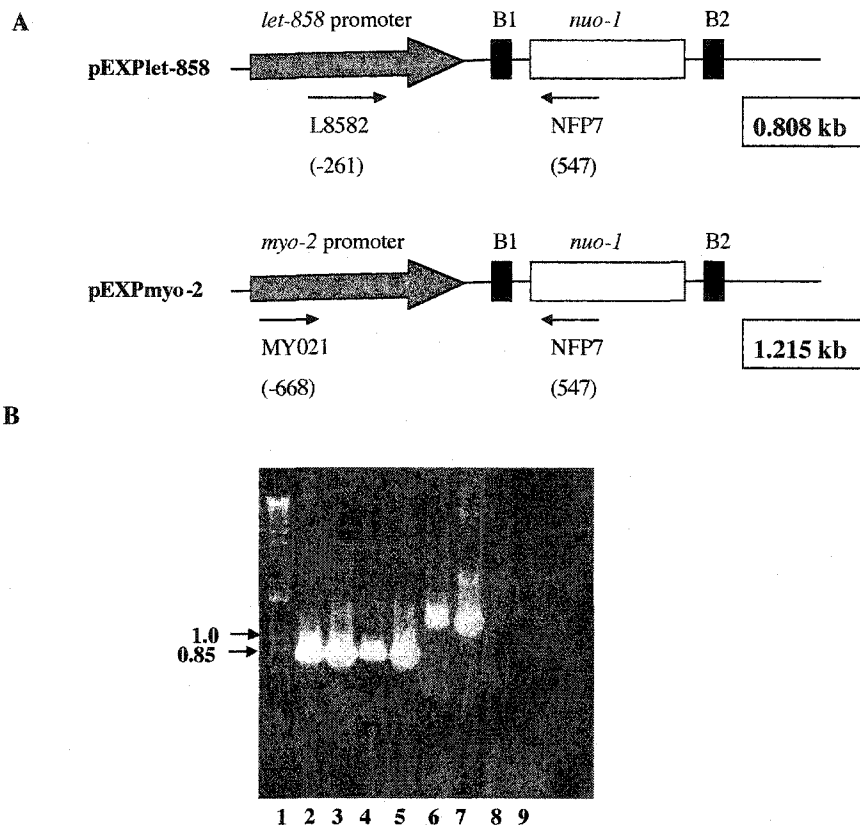 A
let-858 promoter B1 nuo-1 B2
pEXPlet-858
L8582 NFP7 0.808 kb
(-261) (547)
myo-2 promoter B1 nuo-1 B2
pEXPmyo-2
MY021 NFP7 1.215 kb
(-668) (547)
B
1.0
0.85
1 2 3 4 5 6 7 8 9